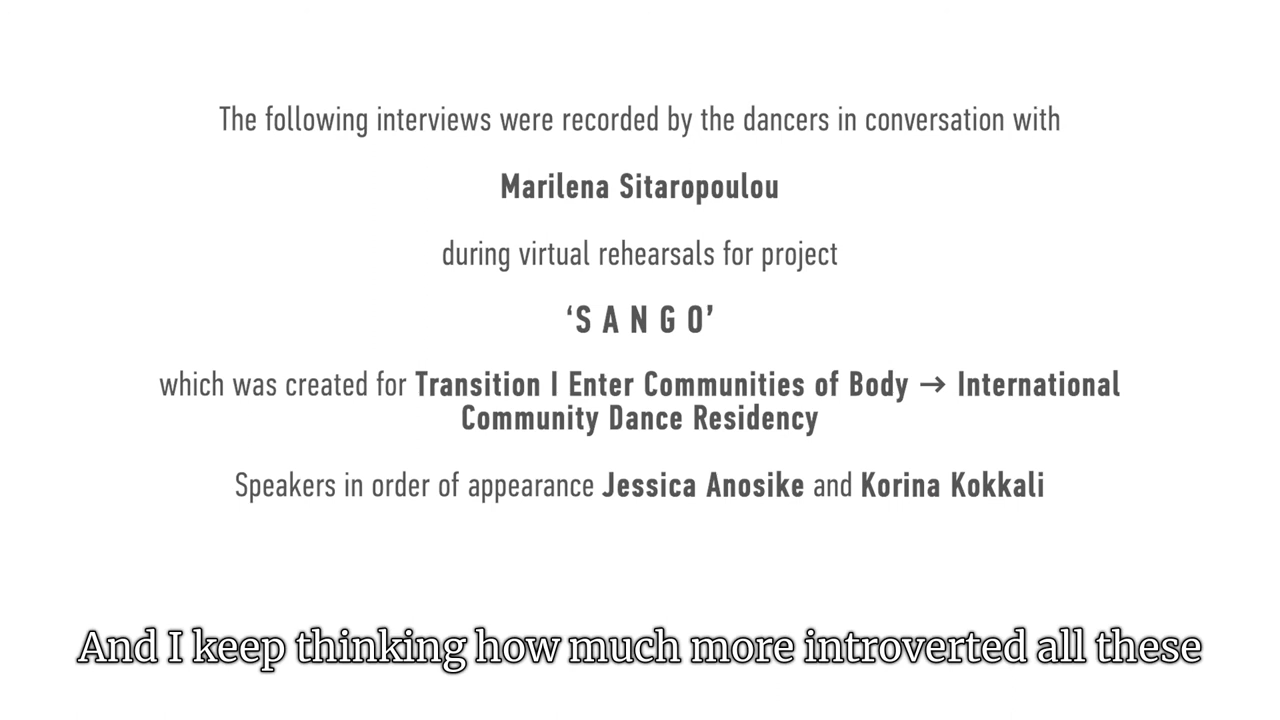 The following interviews were recorded by the dancers in conversation with
Marilena Sitaropoulou
during virtual rehearsals for project
‘S A N G O’
which was created for Transition I Enter Communities of Body → International
Community Dance Residency
Speakers in order of appearance Jessica Anosike and Korina Kokkali
And I keep thinking how much more introverted all these